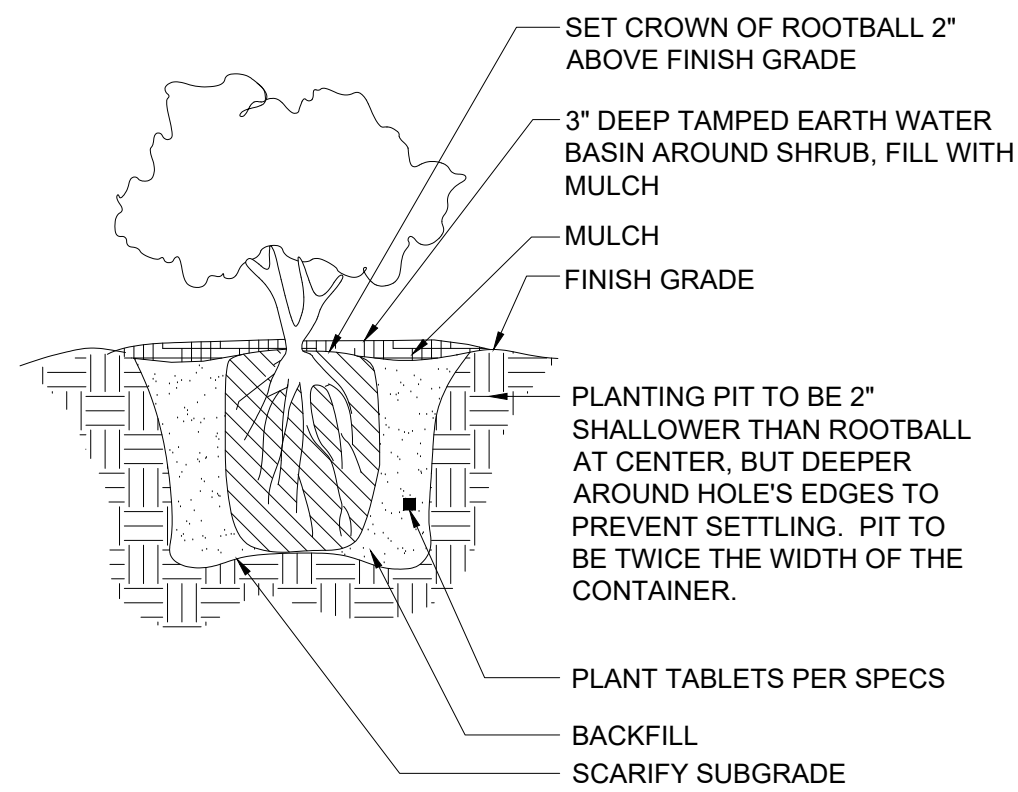 SET CROWN OF ROOTBALL 2"
ABOVE FINISH GRADE
3" DEEP TAMPED EARTH WATER
BASIN AROUND SHRUB, FILL WITH
MULCH
MULCH
FINISH GRADE
PLANTING PIT TO BE 2"
SHALLOWER THAN ROOTBALL
AT CENTER, BUT DEEPER
AROUND HOLE'S EDGES TO
PREVENT SETTLING. PIT TO
BE TWICE THE WIDTH OF THE
CONTAINER.
PLANT TABLETS PER SPECS
BACKFILL
SCARIFY SUBGRADE